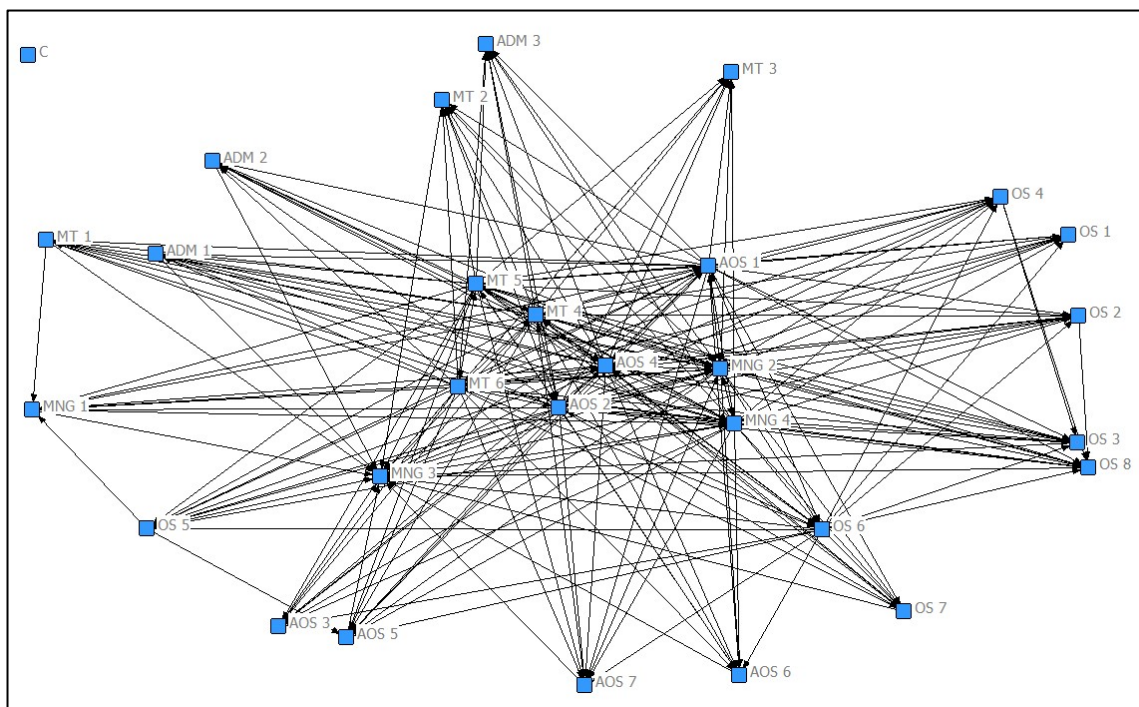 ADM 3
C
MT 3
MT 2
ADM 2
OS 4
OS 1
MT 1
ADM 1
AOS 1
MT 5
MT 4
OS 2
AOS 4
MNG 2
MT 6
AOS 2
MNG 1
MNG 4
OS 3
OS 8
MNG 3
OS 5
OS 6
OS 7
AOS 3
AOS 5
AOS 6
AOS 7